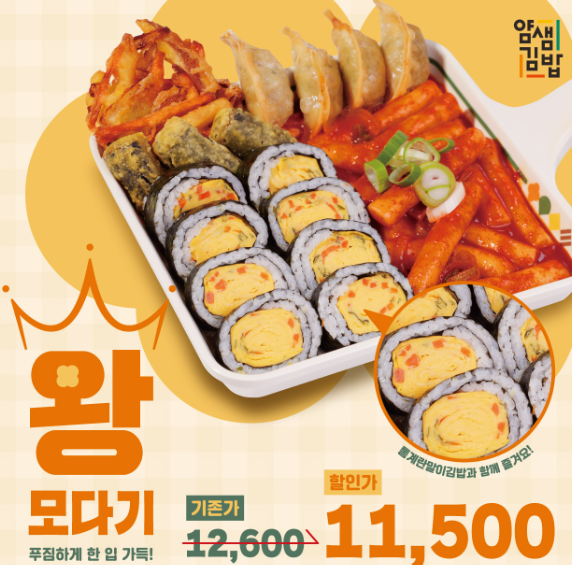 얌샘
김밥
통계란말이김밥과 함께 즐겨요!
왕
모다기
푸짐하게 한 입 가득!
기존가
12,600
할인가
11,500